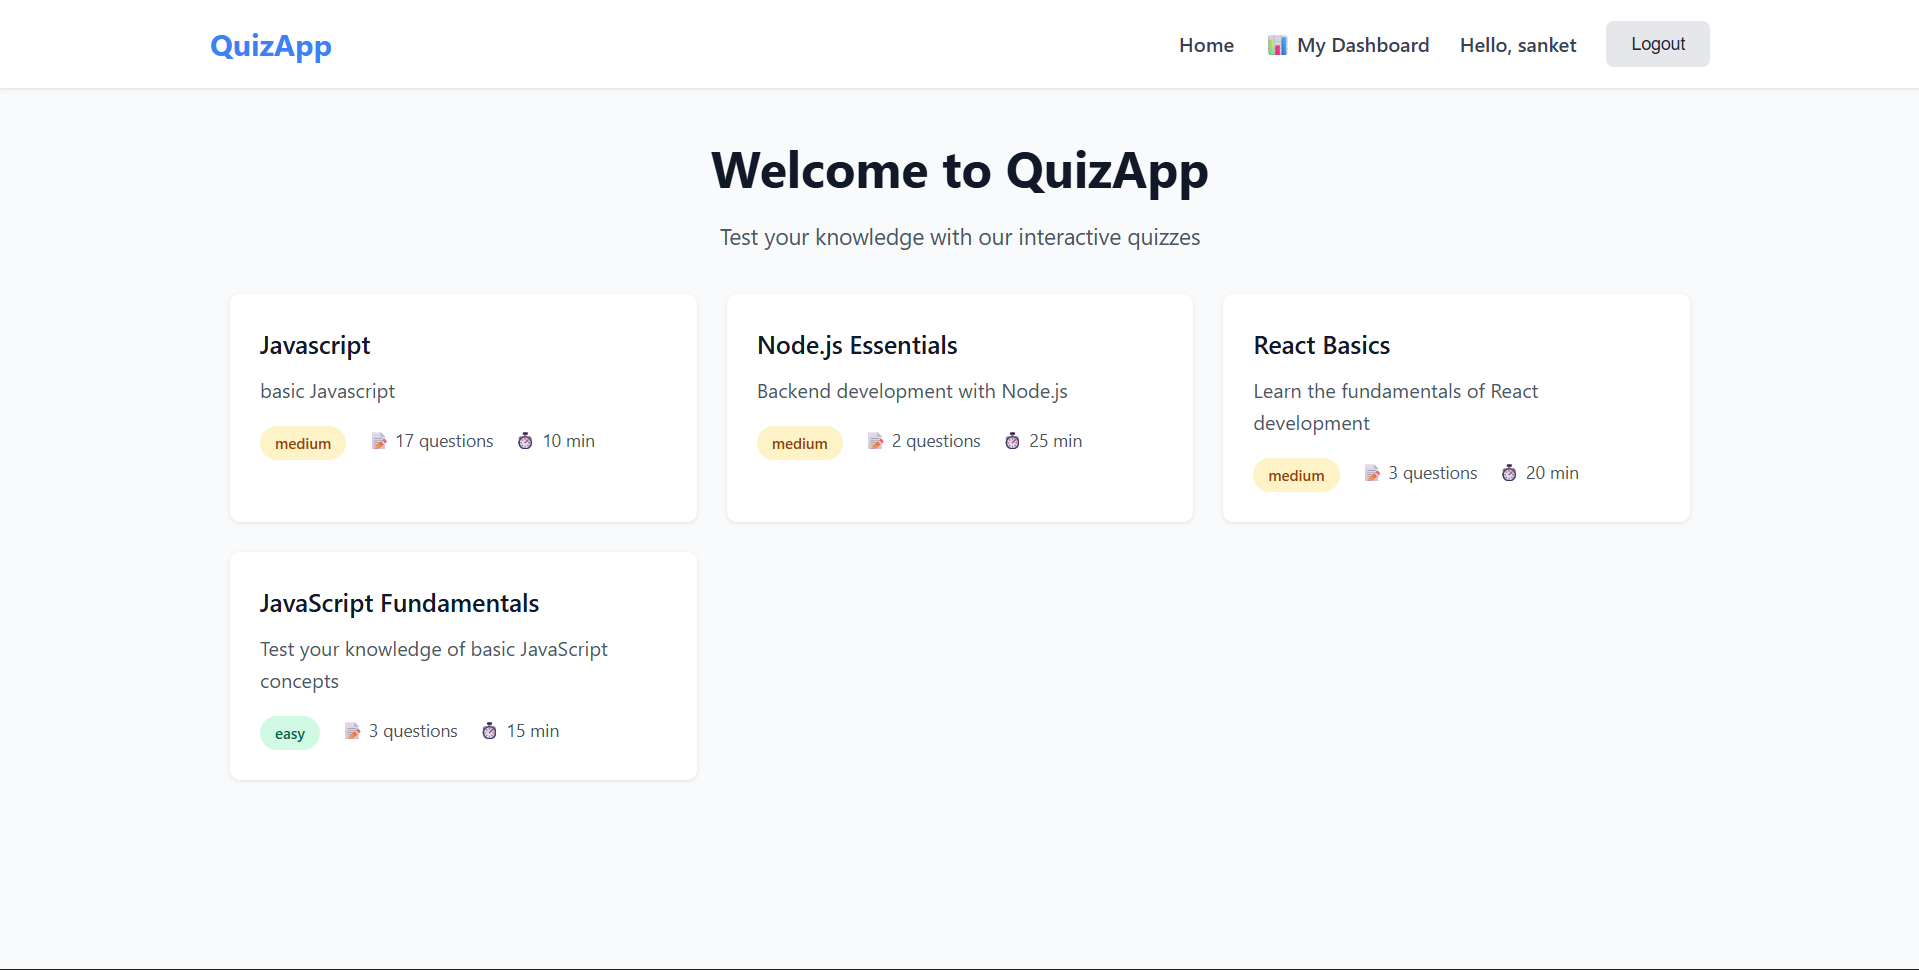 QuizApp
Home
My Dashboard
Hello, sanket
Logout
Welcome to QuizApp
Test your knowledge with our interactive quizzes
Javascript
basic Javascript
medium 17 questions 10 min
Node.js Essentials
Backend development with Node.js
medium 2 questions 25 min
React Basics
Learn the fundamentals of React
development
medium 3 questions 20 min
JavaScript Fundamentals
Test your knowledge of basic JavaScript
concepts
easy 3 questions 15 min